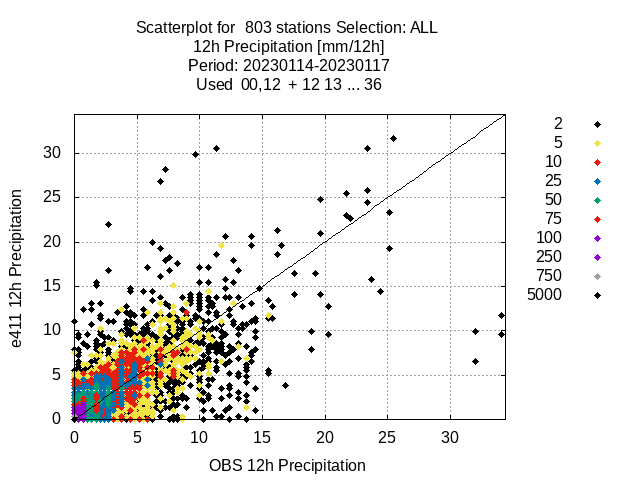 Scatterplot for  803 stations Selection: ALL
12h Precipitation [mm/12h]
Period: 20230114-20230117
Used  00,12  + 12 13 ... 36
2
5
10
25
50
75
100
250
750
5000
e411 12h Precipitation
30
25
20
15
10
5
0
0 5 10 15 20 25 30
OBS 12h Precipitation